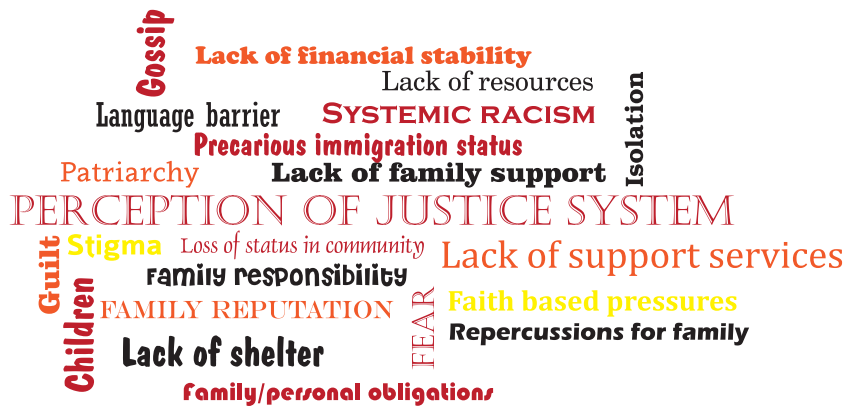 Gossip
Lack of financial stability
Lack of resources
Isolation
Language barrier
SYSTEMIC RACISM
Precarious immigration status
Patriarchy
Lack of family support
PERCEPTION OF JUSTICE SYSTEM
Guilt
Stigma
Loss of status in community
Lack of support services
Family responsibility
Children
FAMILY REPUTATION
FEAR
Faith based pressures
Repercussions for family
Lack of shelter
Family/personal obligations